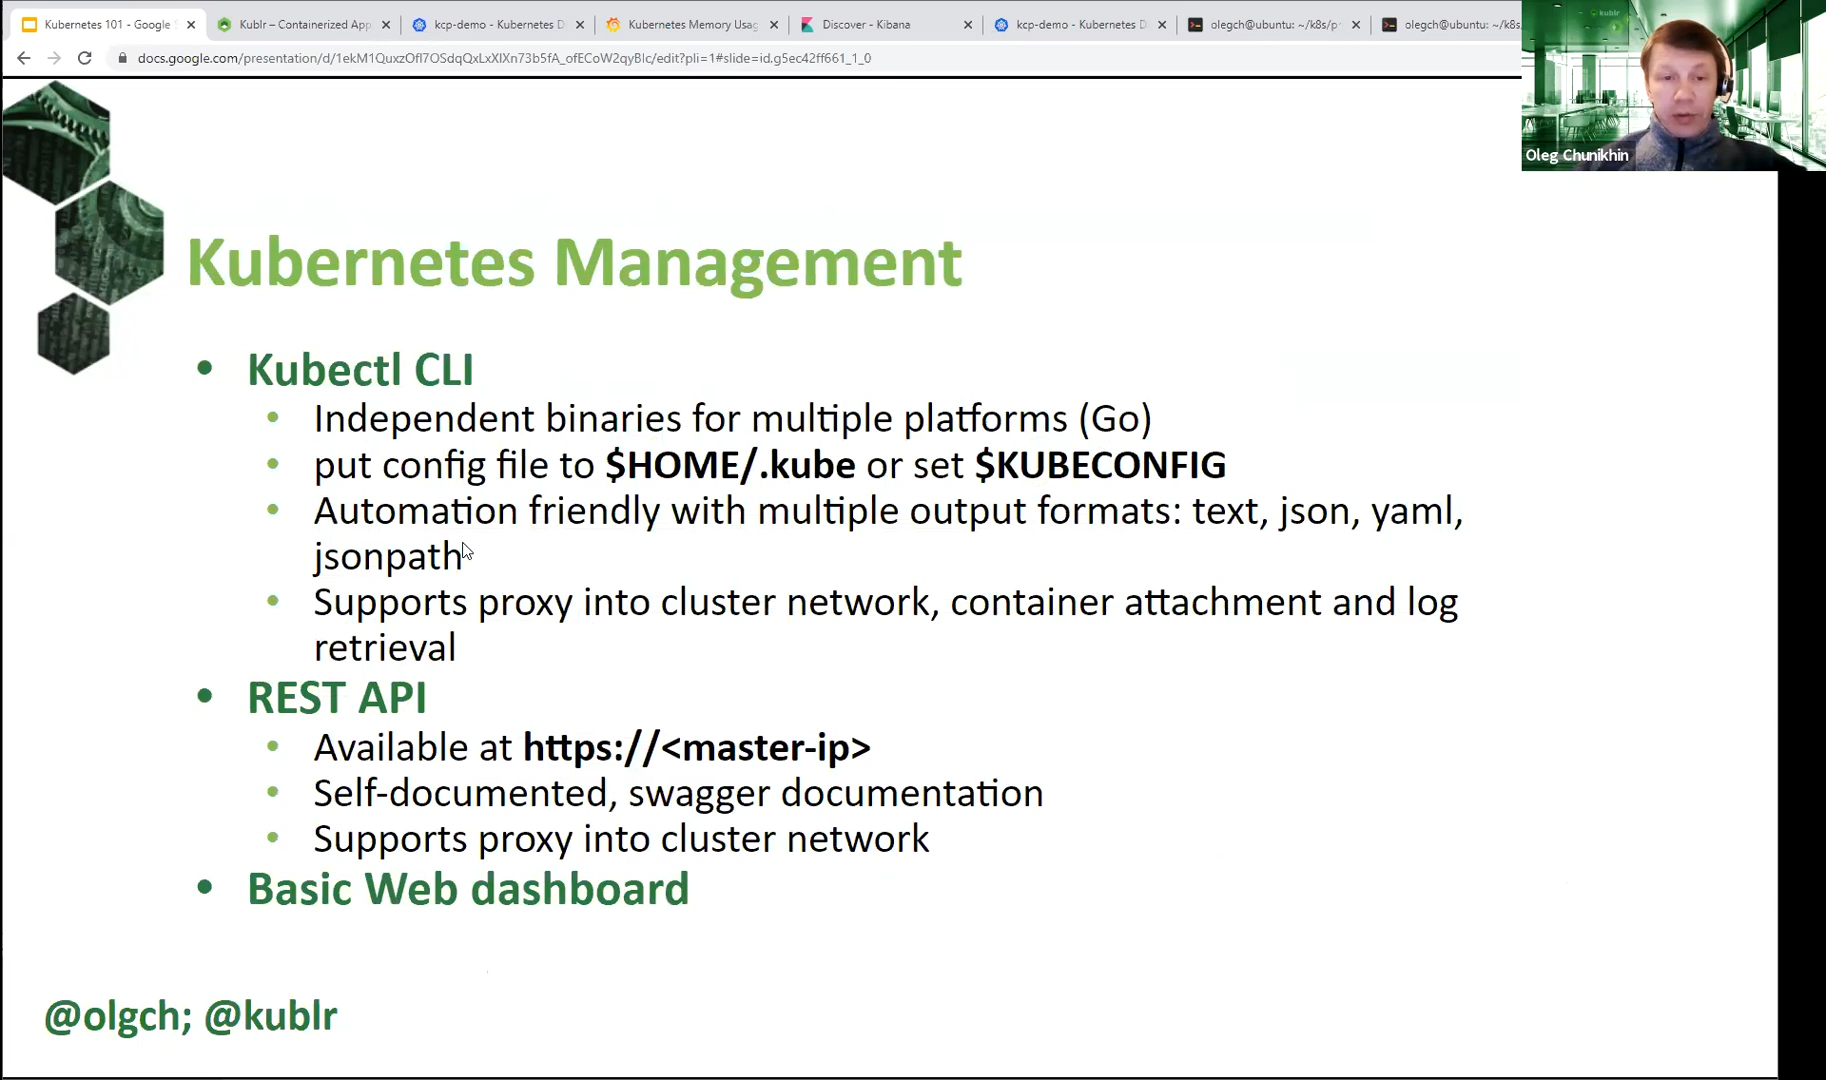 Kubernetes 101 - Google S
Kublr – Containerized App
kcp-demo - Kubernetes D
Kubernetes Memory Usag
Discover - Kibana
kcp-demo - Kubernetes D
olegch@ubuntu: ~/k8s/p
olegch@ubuntu: ~/k8s,
docs.google.com/presentation/d/1ekM1QuxzOfI7OSdqQxLxXIXn73b5fA_ofECoW2qyBlc/edit?pli=1#slide=id.g5ec42ff661_1_0
kublr
Oleg Chunikhin
Kubernetes Management
• Kubectl CLI
• Independent binaries for multiple platforms (Go)
• put config file to $HOME/.kube or set $KUBECONFIG
• Automation friendly with multiple output formats: text, json, yaml,
jsonpath
• Supports proxy into cluster network, container attachment and log
retrieval
• REST API
• Available at https://<master-ip>
• Self-documented, swagger documentation
• Supports proxy into cluster network
• Basic Web dashboard
@olgch; @kublr